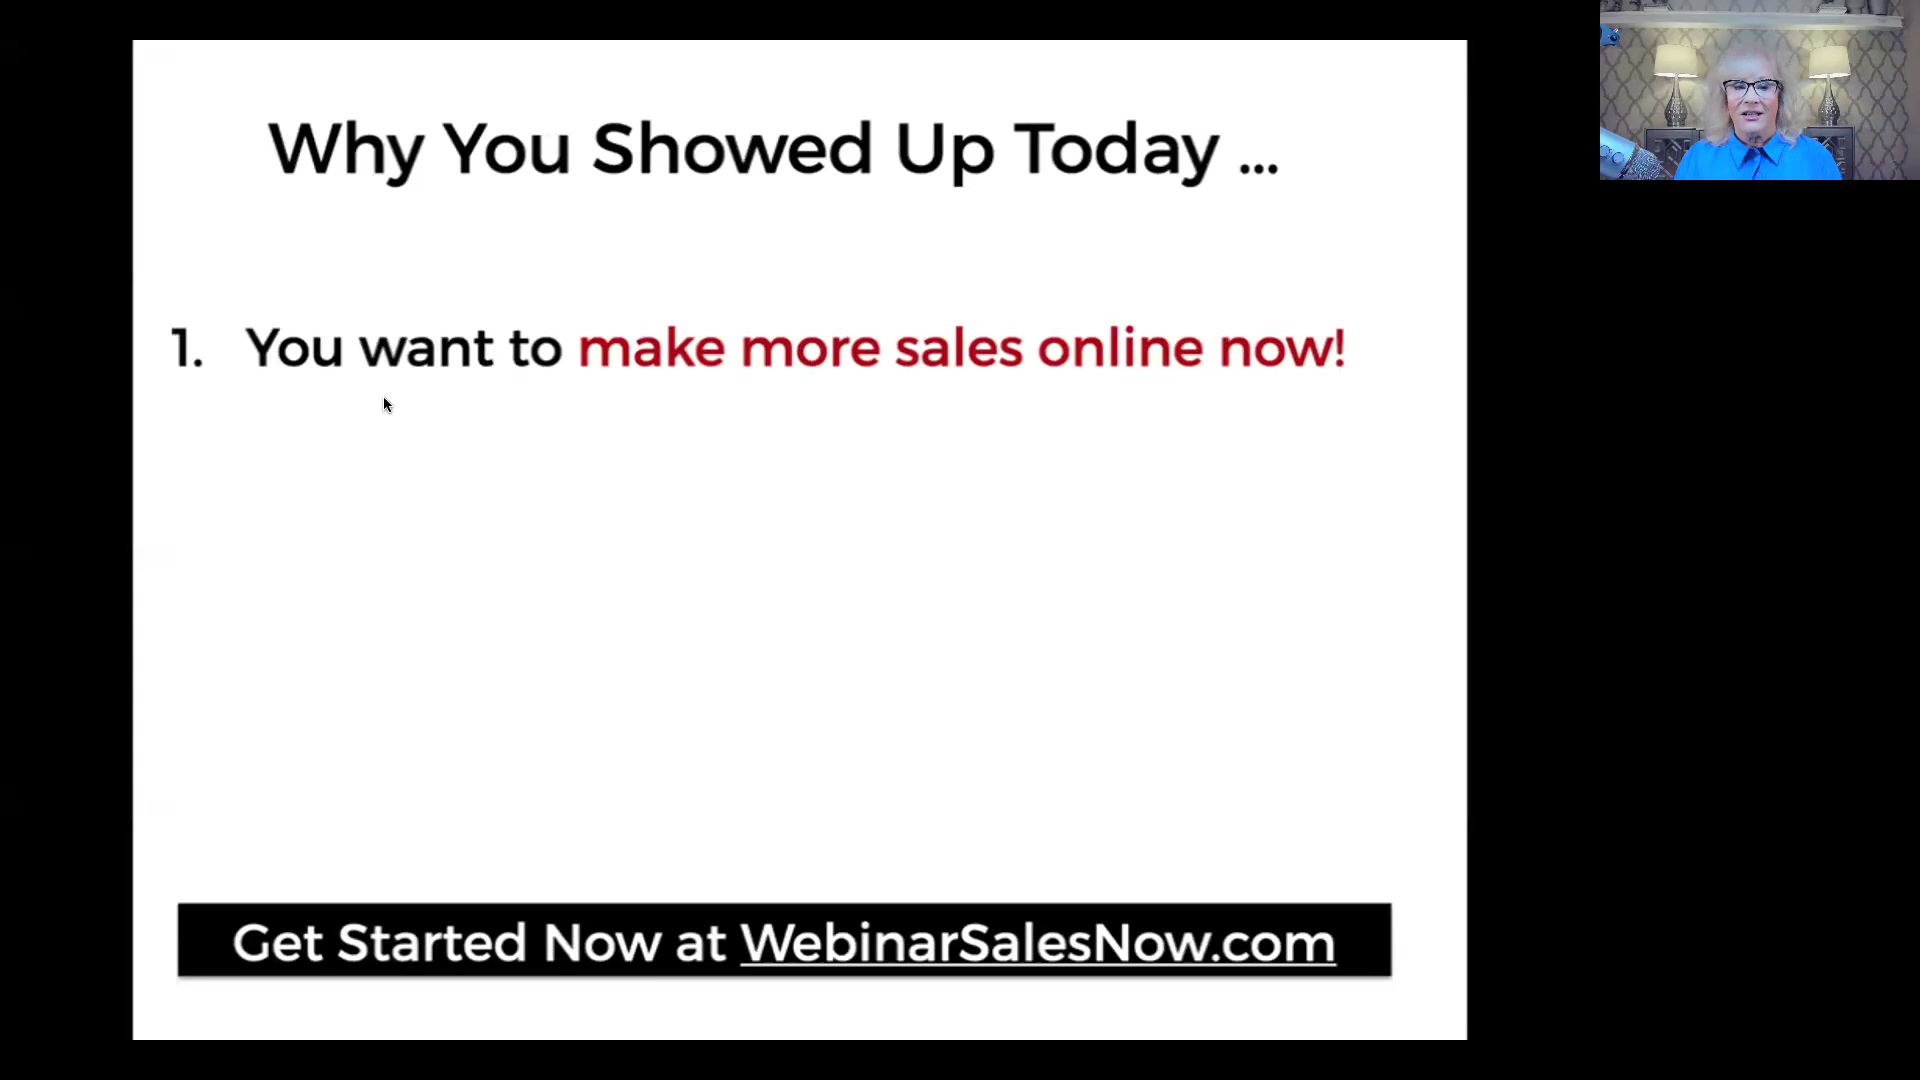 Why You Showed Up Today ...
1. You want to make more sales online now!
Get Started Now at WebinarSalesNow.com